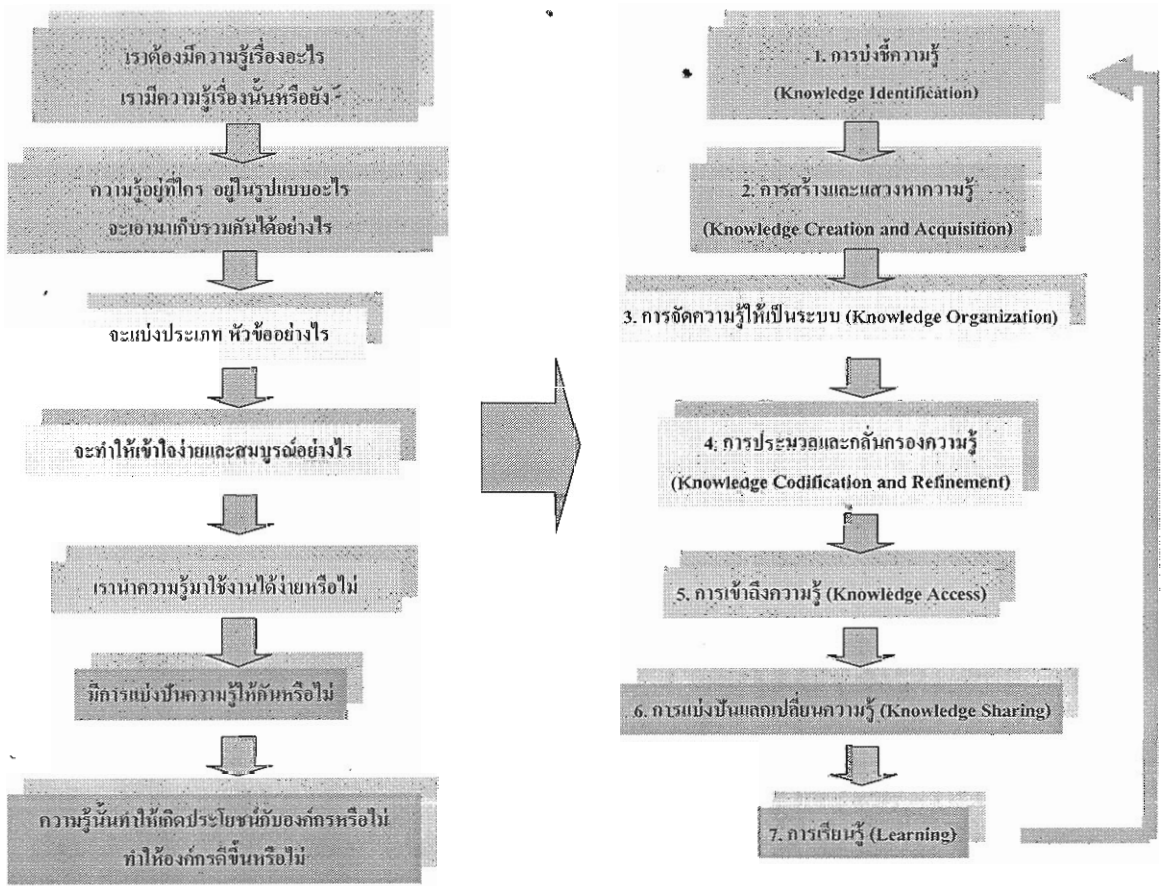 เราต้องมีความรู้เรื่องอะไร
เรามีความรู้เรื่องนั้นหรือยัง
ความรู้อยู่ที่ใคร อยู่ในรูปแบบอะไร
จะเอามาเก็บรวมกันได้อย่างไร
จะแบ่งประเภท หัวข้ออย่างไร
จะทำให้เข้าใจง่ายและสมบูรณ์อย่างไร
เรานำความรู้มาใช้งานได้ง่ายหรือไม่
มีการแบ่งปันความรู้ให้กันหรือไม่
ความรู้นั้นทำให้เกิดประโยชน์กับองค์กรหรือไม่
ทำให้องค์กรดีขึ้นหรือไม่
1. การบ่งชี้ความรู้
(Knowledge Identification)
2. การสร้างและแสวงหาความรู้
(Knowledge Creation and Acquisition)
3. การจัดความรู้ให้เป็นระบบ (Knowledge Organization)
4. การประมวลและกลั่นกรองความรู้
(Knowledge Codification and Refinement)
5. การเข้าถึงความรู้ (Knowledge Access)
6. การแบ่งปันแลกเปลี่ยนความรู้ (Knowledge Sharing)
7. การเรียนรู้ (Learning)